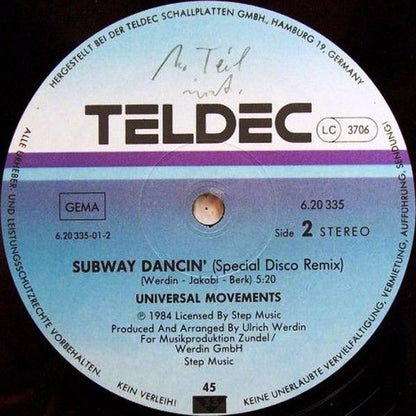 HERGESTELLT BEI DER TELDEC SCHALLPLATTEN GMBH, HAMBURG 19, GERMANY
Teil
TELDEC
LC 3706
GEMA
6.20 335
6.20 335-01-2
Side 2 STEREO
SUBWAY DANCIN' (Special Disco Remix)
(Werdin - Jakobi - Berk) 5:20
UNIVERSAL MOVEMENTS
℗ 1984 Licensed By Step Music
Produced And Arranged By Ulrich Werdin
For Musikproduktion Zundel /
Werdin GmbH
Step Music
45
ALLE URHEBER- UND LEISTUNGSSCHUTZRECHTE VORBEHALTEN.
KEIN VERLEIH!
KEINE UNERLAUBTE VERVIELFÄLTIGUNG, VERMIETUNG, AUFFÜHRUNG, SENDUNG!